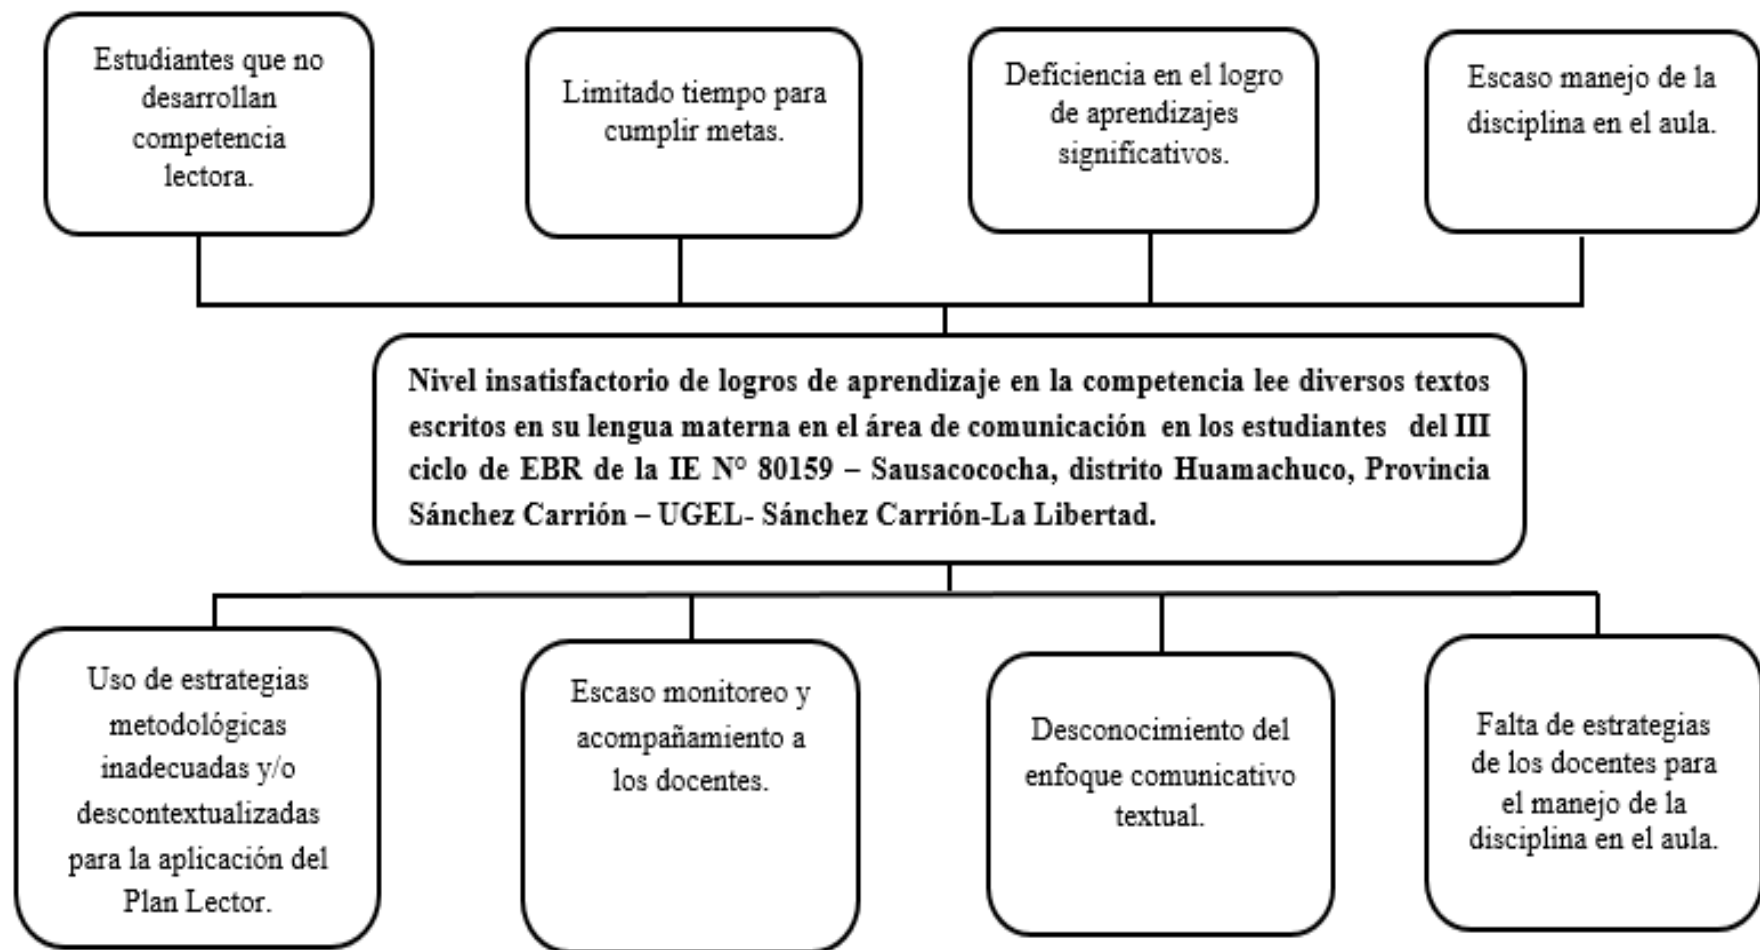 Estudiantes que no
desarrollan
competencia
lectora.
Limitado tiempo para
cumplir metas.
Deficiencia en el logro
de aprendizajes
significativos.
Escaso manejo de la
disciplina en el aula.
Nivel insatisfactorio de logros de aprendizaje en la competencia lee diversos textos
escritos en su lengua materna en el área de comunicación en los estudiantes del III
ciclo de EBR de la IE N° 80159 – Sausacococha, distrito Huamachuco, Provincia
Sánchez Carrión – UGEL- Sánchez Carrión-La Libertad.
Uso de estrategias
metodológicas
inadecuadas y/o
descontextualizadas
para la aplicación del
Plan Lector.
Escaso monitoreo y
acompañamiento a
los docentes.
Desconocimiento del
enfoque comunicativo
textual.
Falta de estrategias
de los docentes para
el manejo de la
disciplina en el aula.